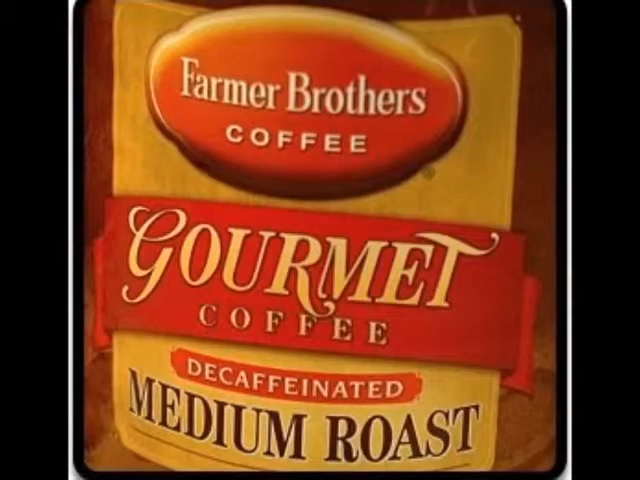 Farmer Brothers
COFFEE
GOURMET
COFFEE
DECAFFEINATED
MEDIUM ROAST